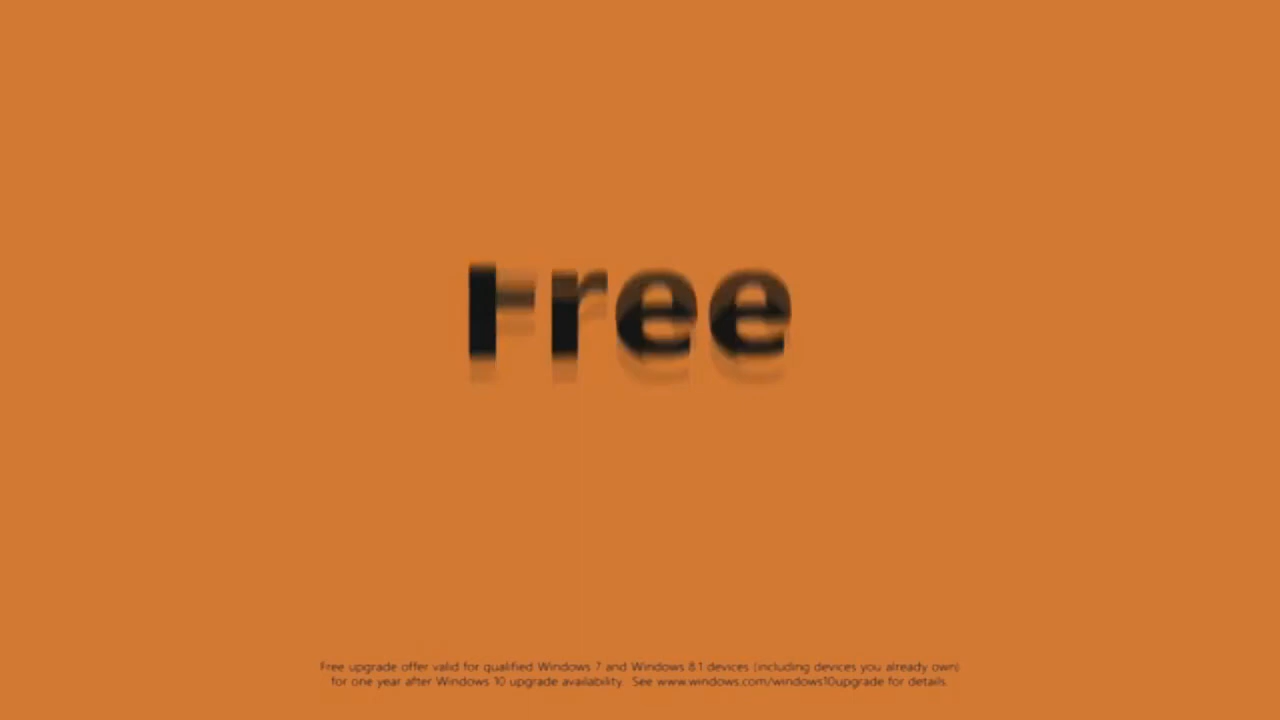 Free
Free upgrade offer valid for qualified Windows 7 and Windows 8.1 devices (including devices you already own)
for one year after Windows 10 upgrade availability. See www.windows.com/windows10upgrade for details.